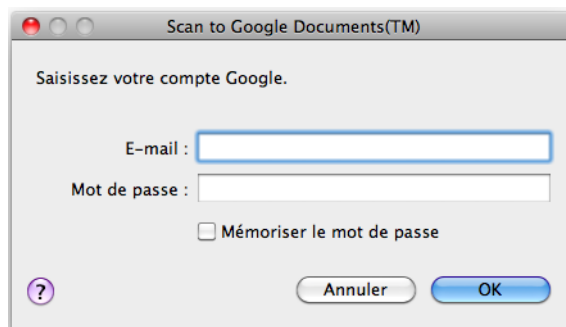 Scan to Google Documents(TM)
Saisissez votre compte Google.
E-mail :
Mot de passe :
Mémoriser le mot de passe
?
Annuler
OK